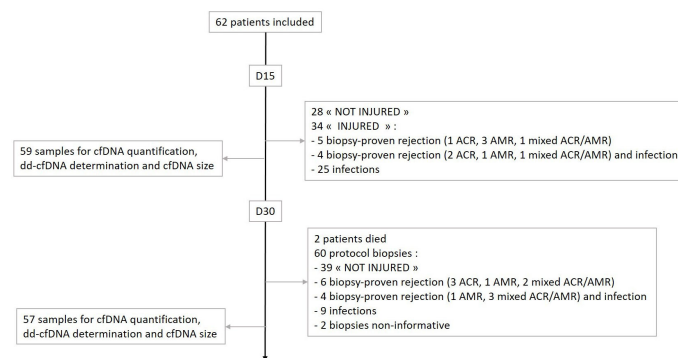 62 patients included
D15
28 « NOT INJURED »
34 « INJURED » :
- 5 biopsy-proven rejection (1 ACR, 3 AMR, 1 mixed ACR/AMR)
- 4 biopsy-proven rejection (2 ACR, 1 AMR, 1 mixed ACR/AMR) and infection
- 25 infections
59 samples for cfDNA quantification,
dd-cfDNA determination and cfDNA size
D30
2 patients died
60 protocol biopsies :
- 39 « NOT INJURED »
- 6 biopsy-proven rejection (3 ACR, 1 AMR, 2 mixed ACR/AMR)
- 4 biopsy-proven rejection (1 AMR, 3 mixed ACR/AMR) and infection
- 9 infections
- 2 biopsies non-informative
57 samples for cfDNA quantification,
dd-cfDNA determination and cfDNA size